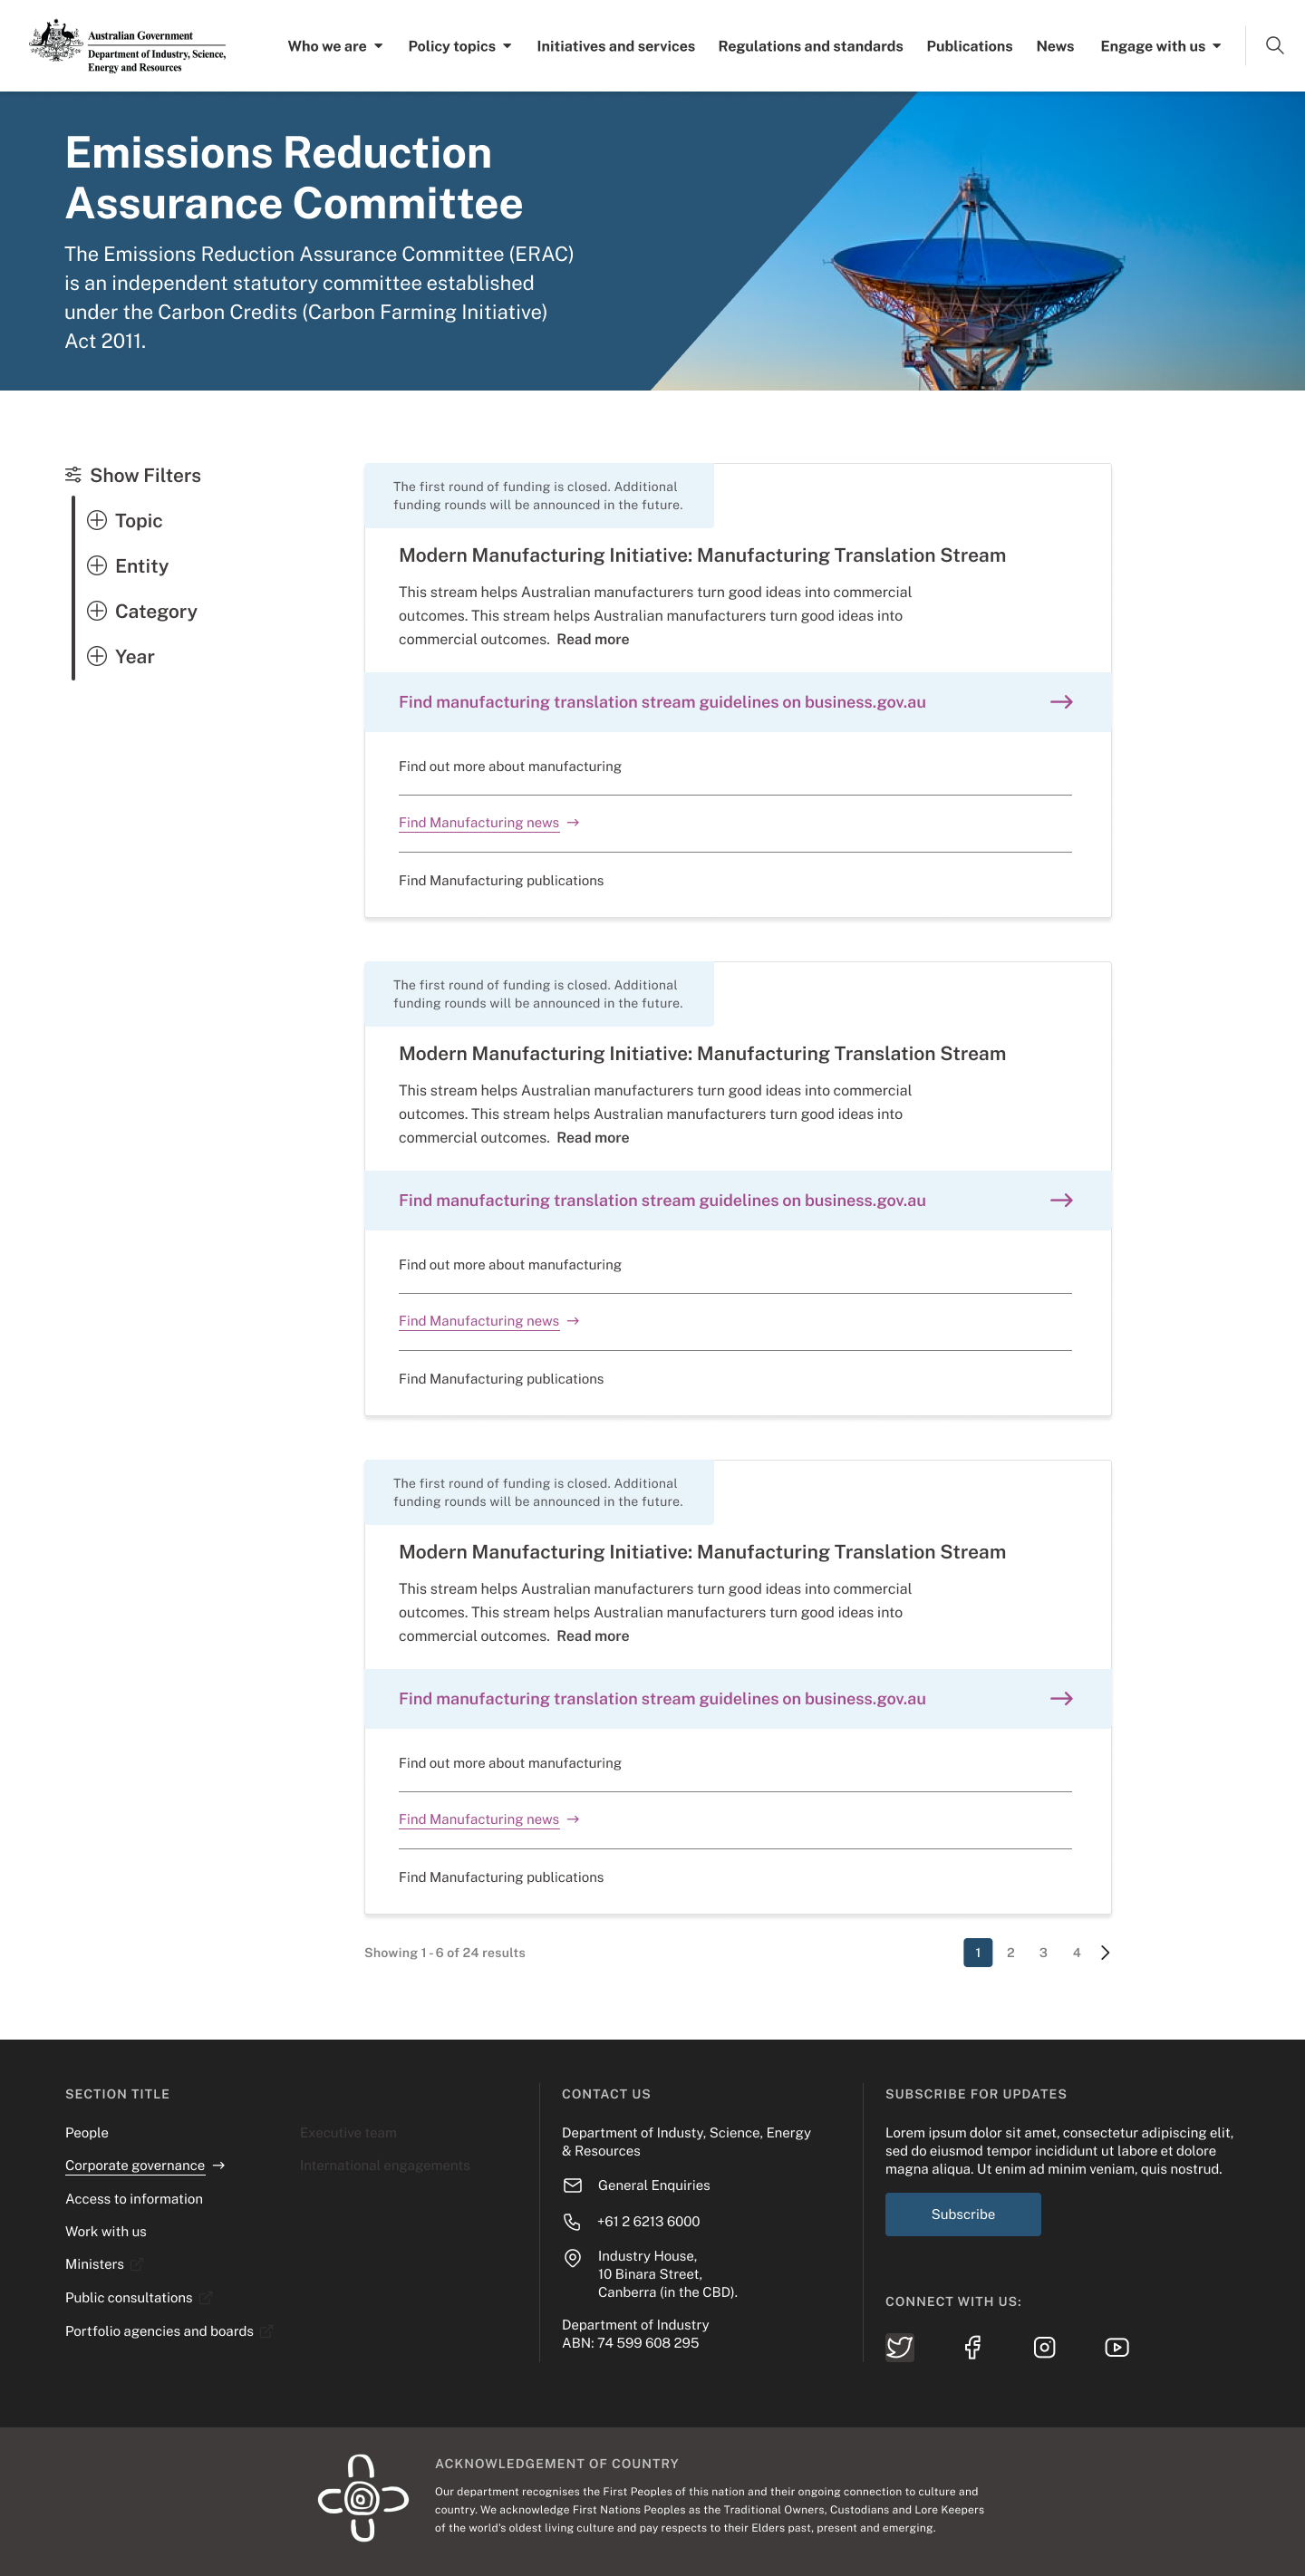 Australian Government
Department of Industry, Science,
Energy and Resources
Who we are
Policy topics
Initiatives and services
Regulations and standards
Publications
News
Engage with us
Emissions Reduction
Assurance Committee
The Emissions Reduction Assurance Committee (ERAC)
is an independent statutory committee established
under the Carbon Credits (Carbon Farming Initiative)
Act 2011.
Show Filters
Topic
Entity
Category
Year
The first round of funding is closed. Additional
funding rounds will be announced in the future.
Modern Manufacturing Initiative: Manufacturing Translation Stream
This stream helps Australian manufacturers turn good ideas into commercial
outcomes. This stream helps Australian manufacturers turn good ideas into
commercial outcomes. Read more
Find manufacturing translation stream guidelines on business.gov.au
Find out more about manufacturing
Find Manufacturing news
Find Manufacturing publications
The first round of funding is closed. Additional
funding rounds will be announced in the future.
Modern Manufacturing Initiative: Manufacturing Translation Stream
This stream helps Australian manufacturers turn good ideas into commercial
outcomes. This stream helps Australian manufacturers turn good ideas into
commercial outcomes. Read more
Find manufacturing translation stream guidelines on business.gov.au
Find out more about manufacturing
Find Manufacturing news
Find Manufacturing publications
The first round of funding is closed. Additional
funding rounds will be announced in the future.
Modern Manufacturing Initiative: Manufacturing Translation Stream
This stream helps Australian manufacturers turn good ideas into commercial
outcomes. This stream helps Australian manufacturers turn good ideas into
commercial outcomes. Read more
Find manufacturing translation stream guidelines on business.gov.au
Find out more about manufacturing
Find Manufacturing news
Find Manufacturing publications
Showing 1 - 6 of 24 results
1 2 3 4
SECTION TITLE
People
Corporate governance
Access to information
Work with us
Ministers
Public consultations
Portfolio agencies and boards
Executive team
International engagements
CONTACT US
Department of Industy, Science, Energy
& Resources
General Enquiries
+61 2 6213 6000
Industry House,
10 Binara Street,
Canberra (in the CBD).
Department of Industry
ABN: 74 599 608 295
SUBSCRIBE FOR UPDATES
Lorem ipsum dolor sit amet, consectetur adipiscing elit,
sed do eiusmod tempor incididunt ut labore et dolore
magna aliqua. Ut enim ad minim veniam, quis nostrud.
Subscribe
CONNECT WITH US:
ACKNOWLEDGEMENT OF COUNTRY
Our department recognises the First Peoples of this nation and their ongoing connection to culture and
country. We acknowledge First Nations Peoples as the Traditional Owners, Custodians and Lore Keepers
of the world's oldest living culture and pay respects to their Elders past, present and emerging.